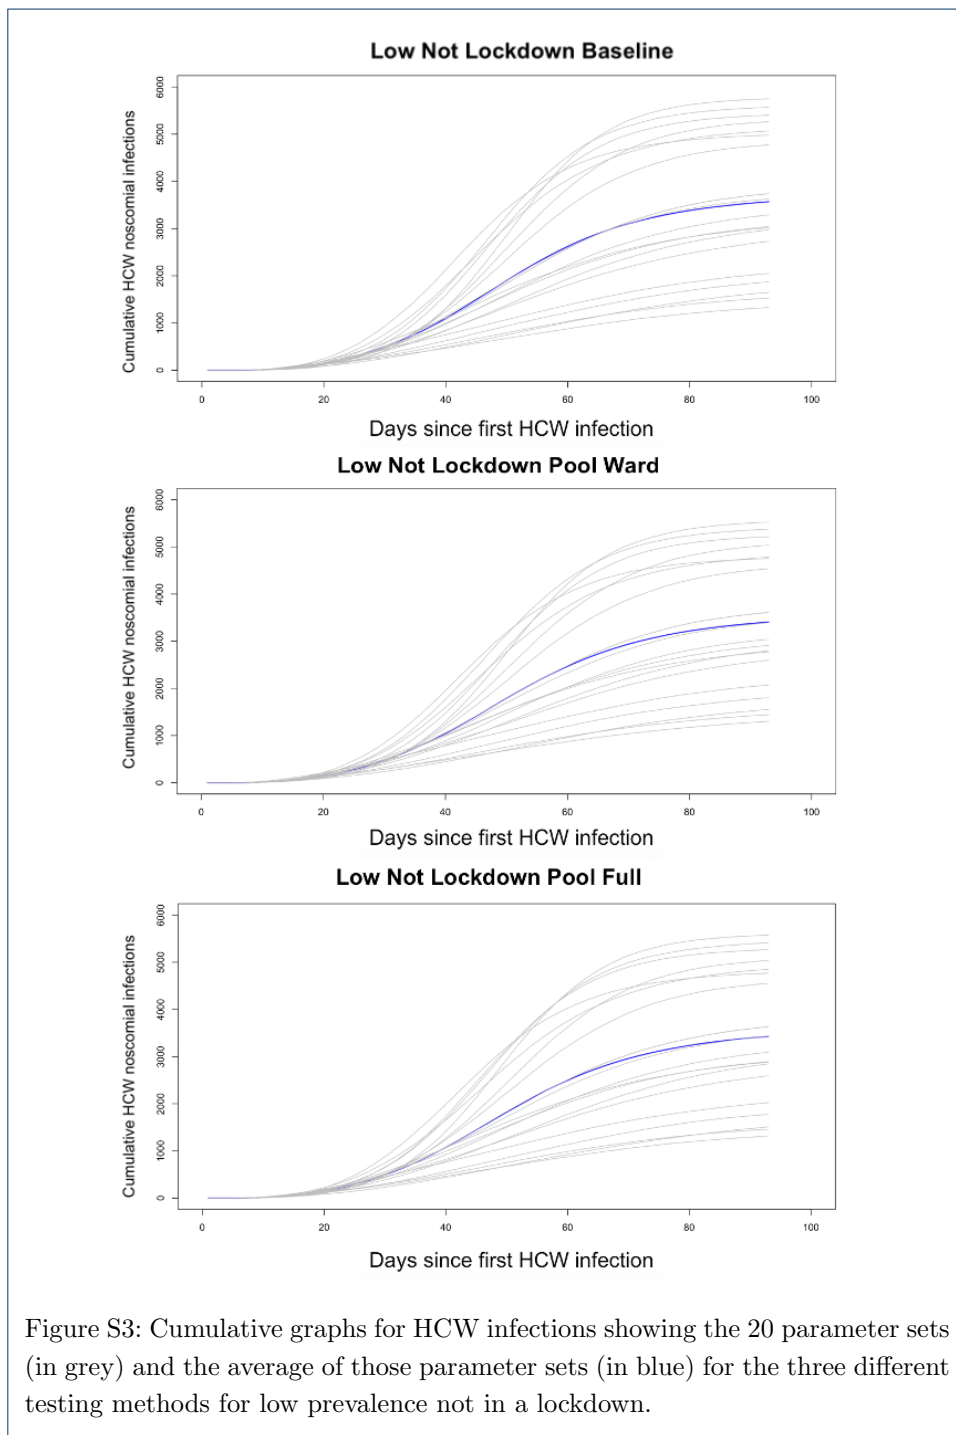 Low Not Lockdown Baseline
6000
5000
4000
3000
2000
1000
0
Cumulative HCW noscomial infections
0 20 40 60 80 100
Days since first HCW infection
Low Not Lockdown Pool Ward
6000
5000
4000
3000
2000
1000
0
Cumulative HCW noscomial infections
0 20 40 60 80 100
Days since first HCW infection
Low Not Lockdown Pool Full
6000
5000
4000
3000
2000
1000
0
Cumulative HCW noscomial infections
0 20 40 60 80 100
Days since first HCW infection
Figure S3: Cumulative graphs for HCW infections showing the 20 parameter sets
(in grey) and the average of those parameter sets (in blue) for the three different
testing methods for low prevalence not in a lockdown.